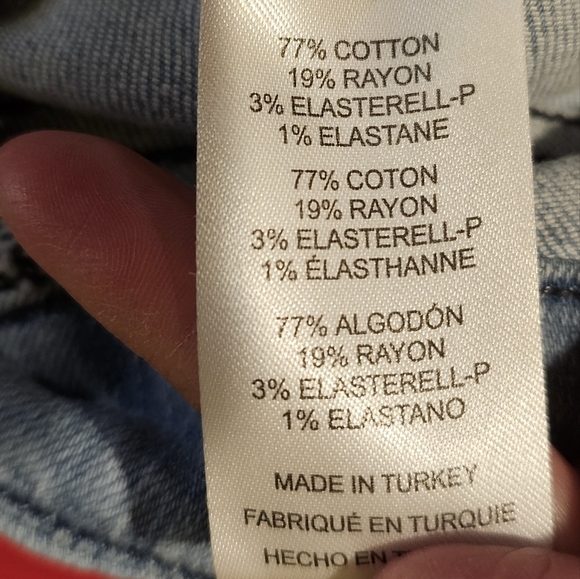 77% COTTON
19% RAYON
3% ELASTERELL-P
1% ELASTANE
77% COTON
19% RAYON
3% ELASTERELL-P
1% ÉLASTHANNE
77% ALGODÓN
19% RAYON
3% ELASTERELL-P
1% ELASTANO
MADE IN TURKEY
FABRIQUÉ EN TURQUIE
HECHO EN